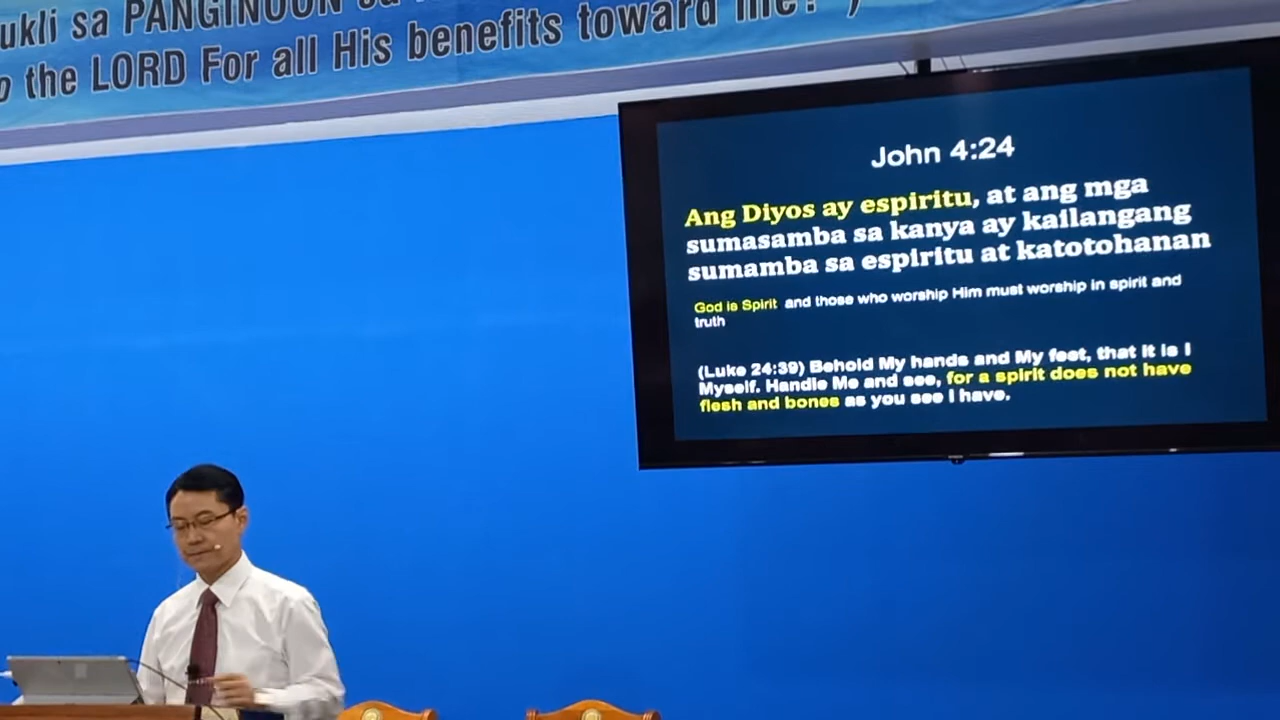 sa PANGINOON
the LORD For all His benefits toward me?")
John 4:24
Ang Diyos ay espiritu, at ang mga
sumasamba sa kanya ay kailangang
sumamba sa espiritu at katotohanan
God is Spirit and those who worship Him must worship in spirit and
truth
(Luke 24:39) Behold My hands and My feet, that it is I
Myself. Handle Me and see, for a spirit does not have
flesh and bones as you see I have.